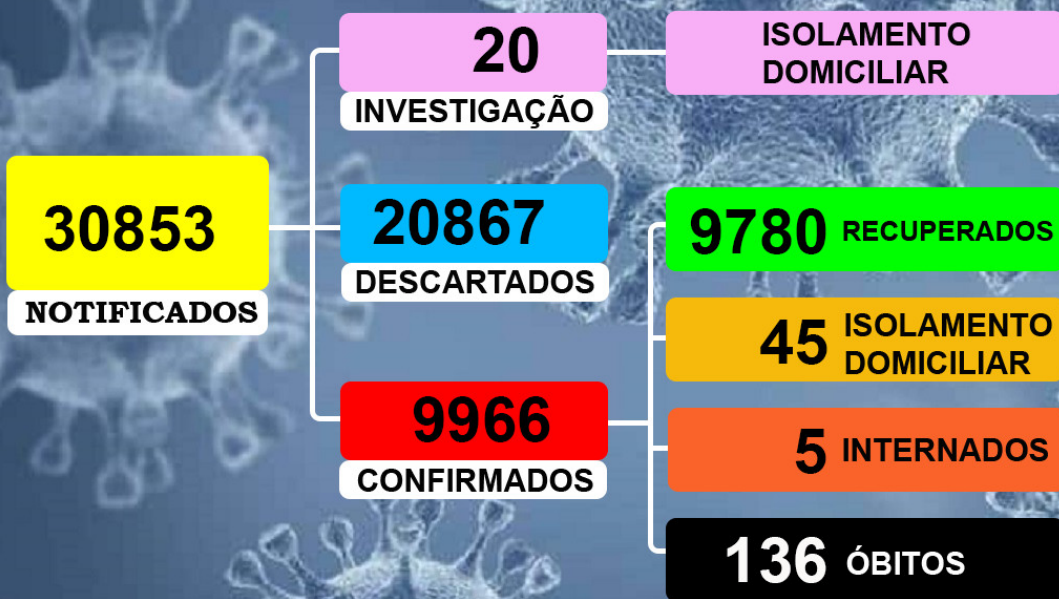 30853
NOTIFICADOS
20
INVESTIGAÇÃO
ISOLAMENTO
DOMICILIAR
20867
DESCARTADOS
9966
CONFIRMADOS
9780 RECUPERADOS
45 ISOLAMENTO
DOMICILIAR
5 INTERNADOS
136 ÓBITOS